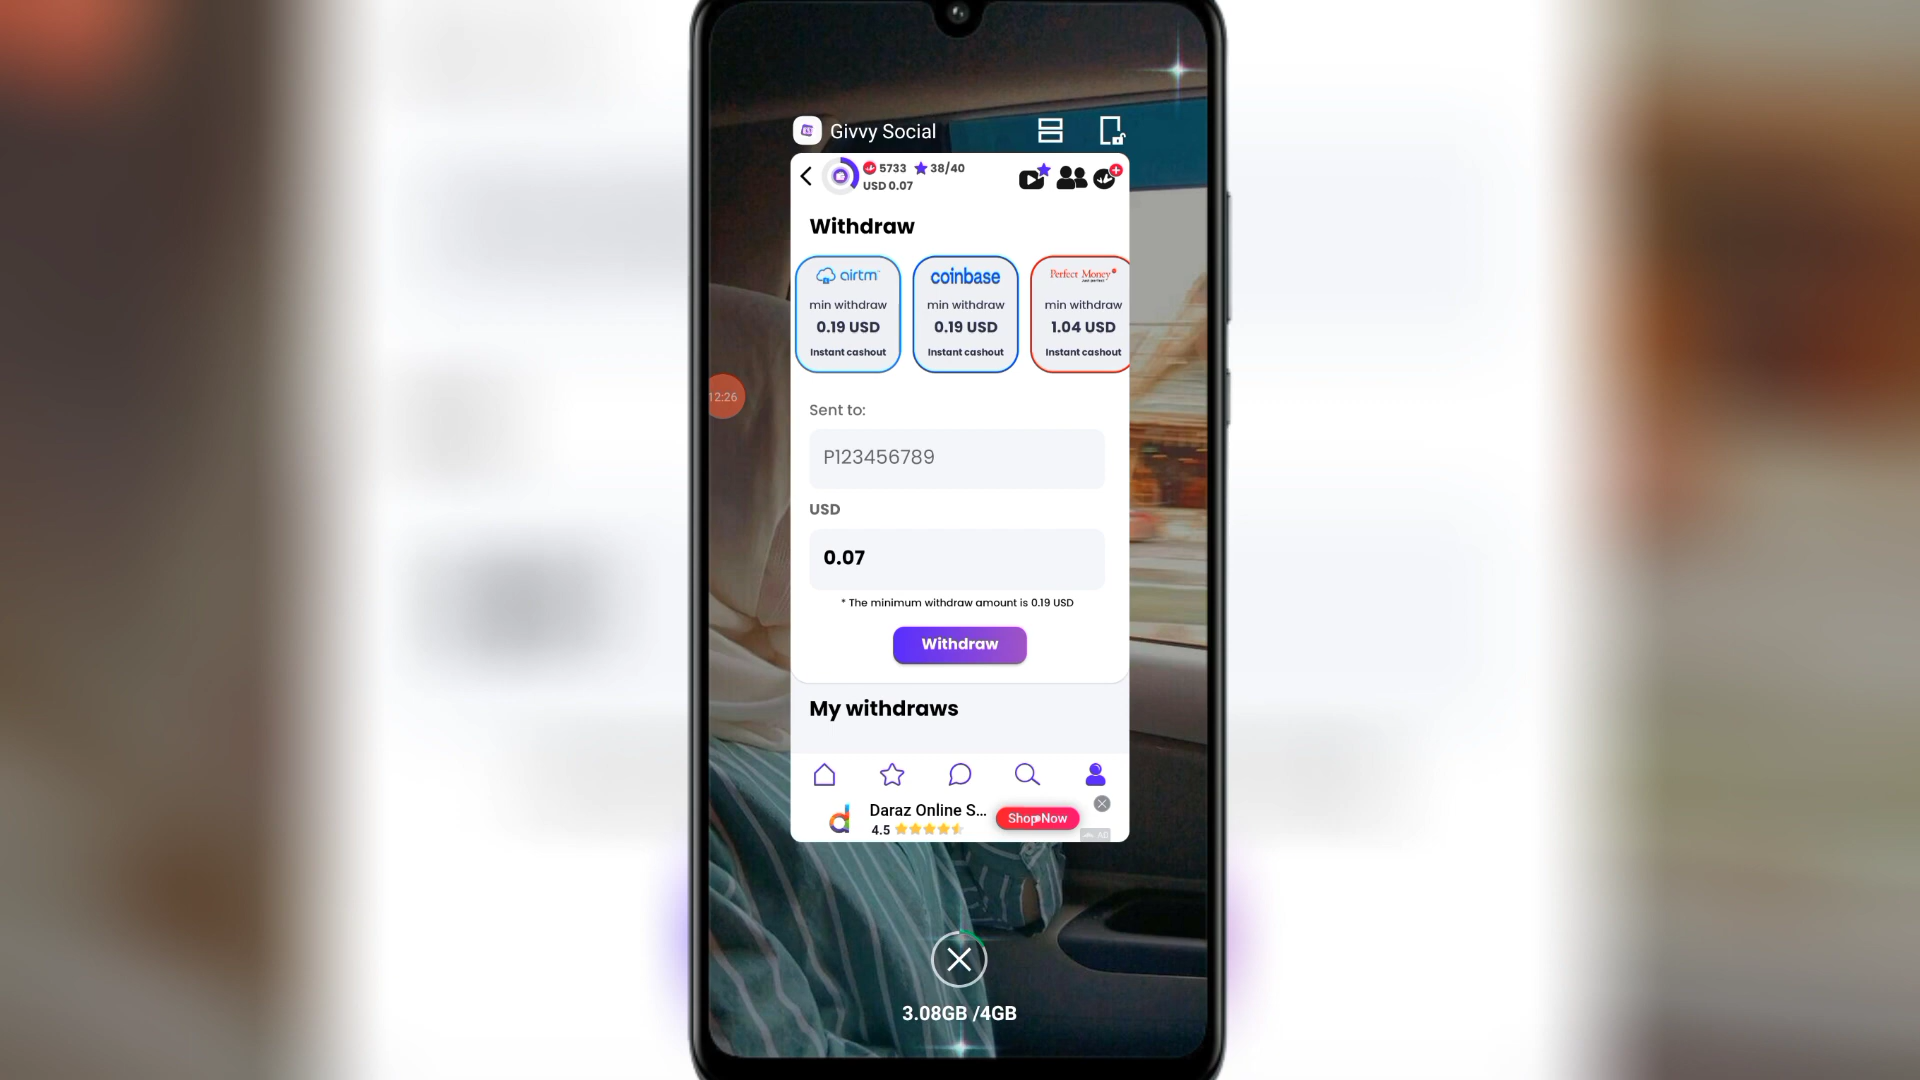 Givvy Social
5733 38/40
USD 0.07
Withdraw
airtm
min withdraw
0.19 USD
Instant cashout
coinbase
min withdraw
0.19 USD
Instant cashout
Perfect Money
Just perfect
min withdraw
1.04 USD
Instant cashout
12:26
Sent to:
P123456789
USD
0.07
* The minimum withdraw amount is 0.19 USD
Withdraw
My withdraws
Daraz Online S...
4.5
Shop Now
AD
3.08GB /4GB